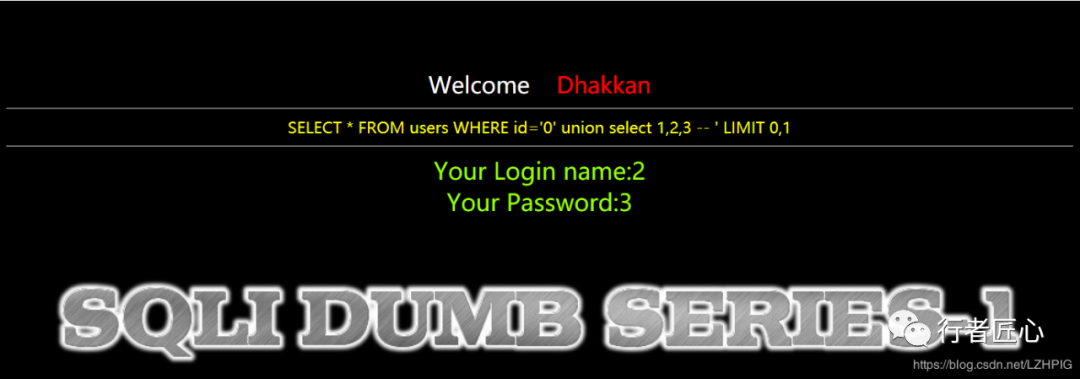 Welcome Dhakkan
SELECT * FROM users WHERE id='0' union select 1,2,3 -- ' LIMIT 0,1
Your Login name:2
Your Password:3
SQLI DUMB SERIES-1
行者匠心
https://blog.csdn.net/LZHPIG